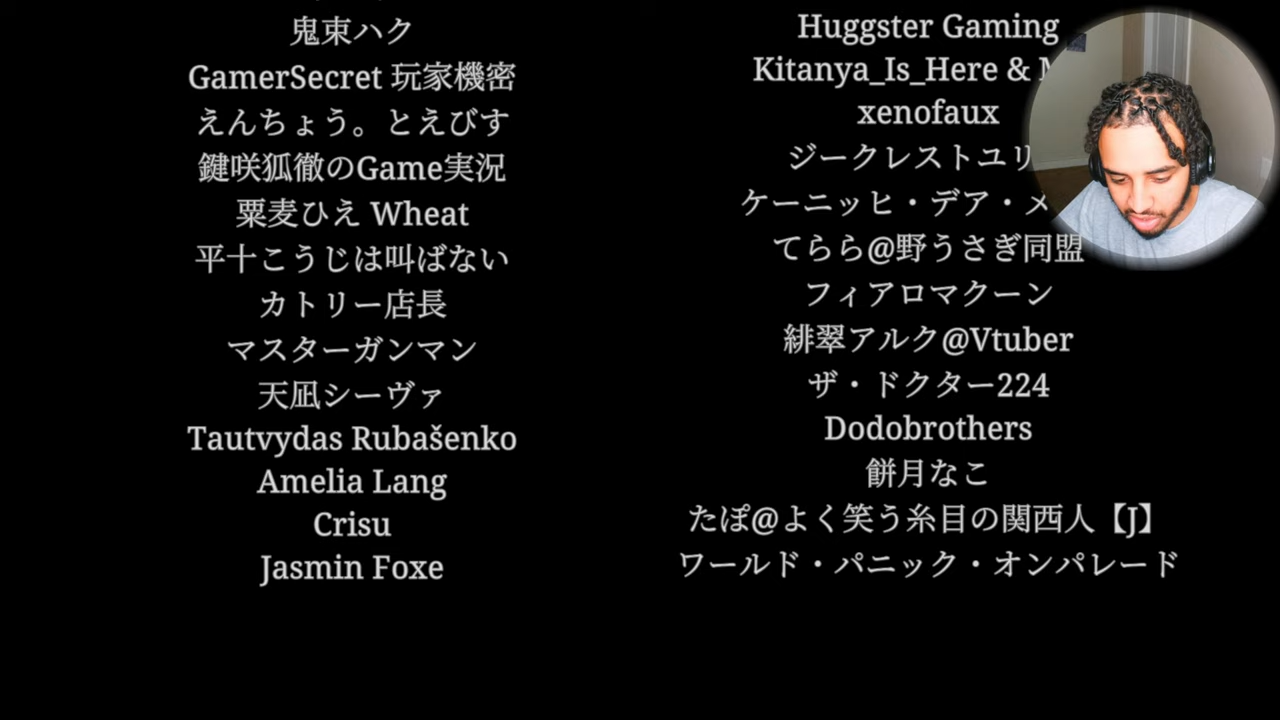 鬼束ハク
GamerSecret 玩家機密
えんちょう。とえびす
鍵咲狐徹のGame実況
粟麦ひえ Wheat
平十こうじは叫ばない
カトリー店長
マスターガンマン
天凪シーヴァ
Tautvydas Rubašenko
Amelia Lang
Crisu
Jasmin Foxe
Huggster Gaming
Kitanya_Is_Here &
xenofaux
ジークレストユリ
ケーニッヒ・デア・メ
てらら@野うさぎ同盟
フィアロマクーン
緋翠アルク@Vtuber
ザ・ドクター224
Dodobrothers
餅月なこ
たぽ@よく笑う糸目の関西人【J】
ワールド・パニック・オンパレード